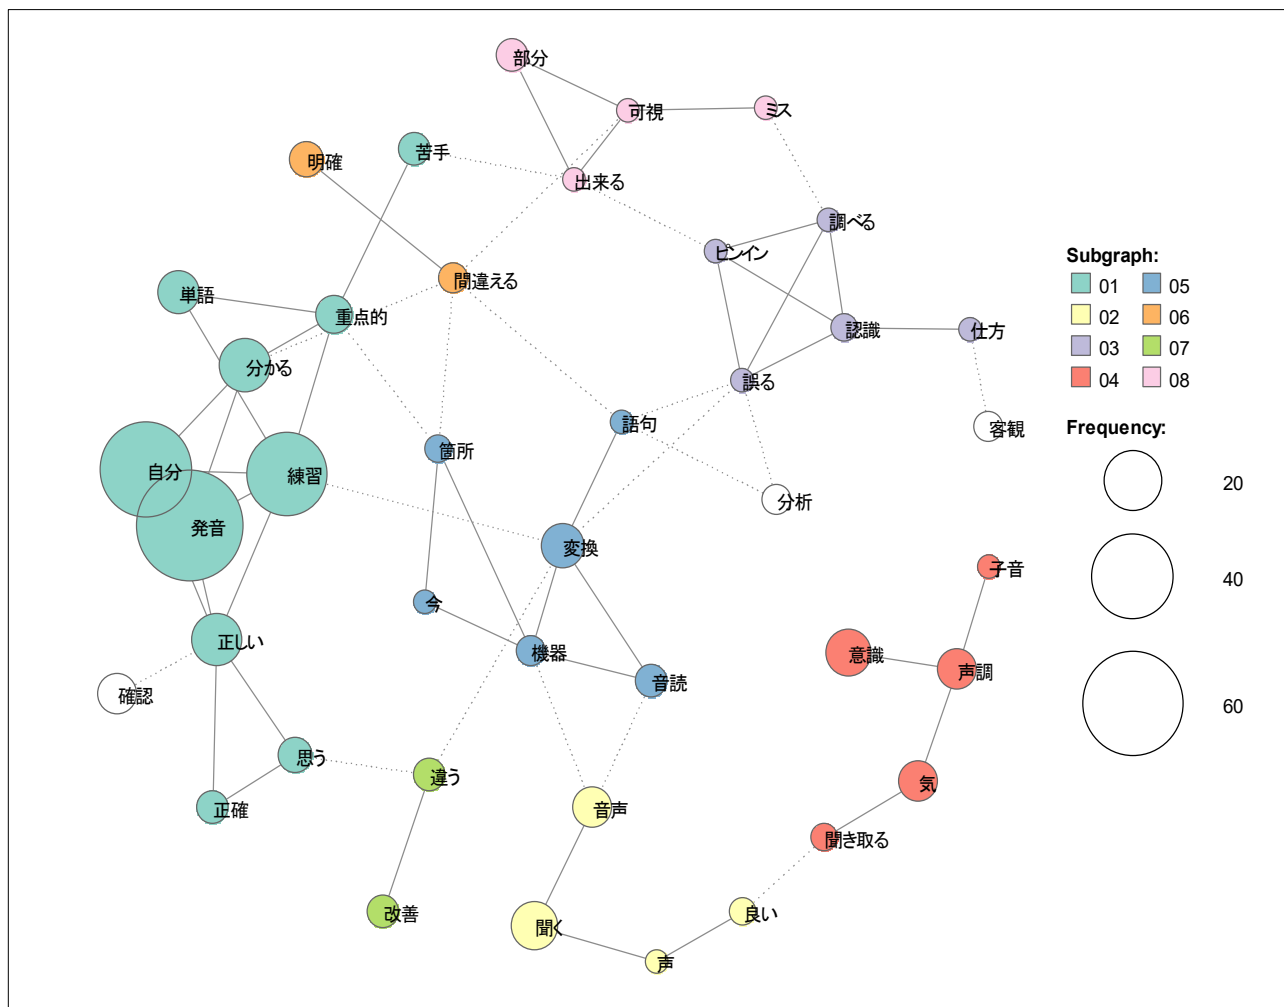 部分
可視
ミス
苦手
明確
出来る
調べる
ピンイン
間違える
単語
重点的
認識
仕方
分かる
誤る
語句
客観
箇所
自分
練習
分析
発音
変換
子音
今
正しい
機器
意識
声調
音読
確認
思う
違う
気
正確
音声
聞き取る
改善
聞く
良い
声
Subgraph:
01 05
02 06
03 07
04 08
Frequency:
20
40
60